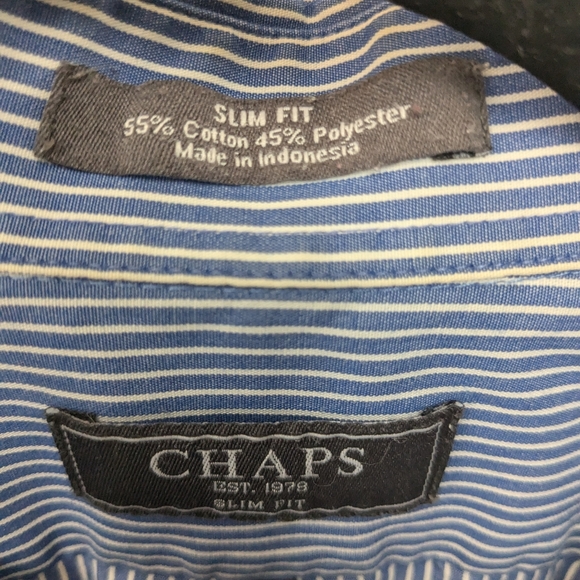 SLIM FIT
55% Cotton 45% Polyester
Made in Indonesia
CHAPS
EST. 1978
SLIM FIT